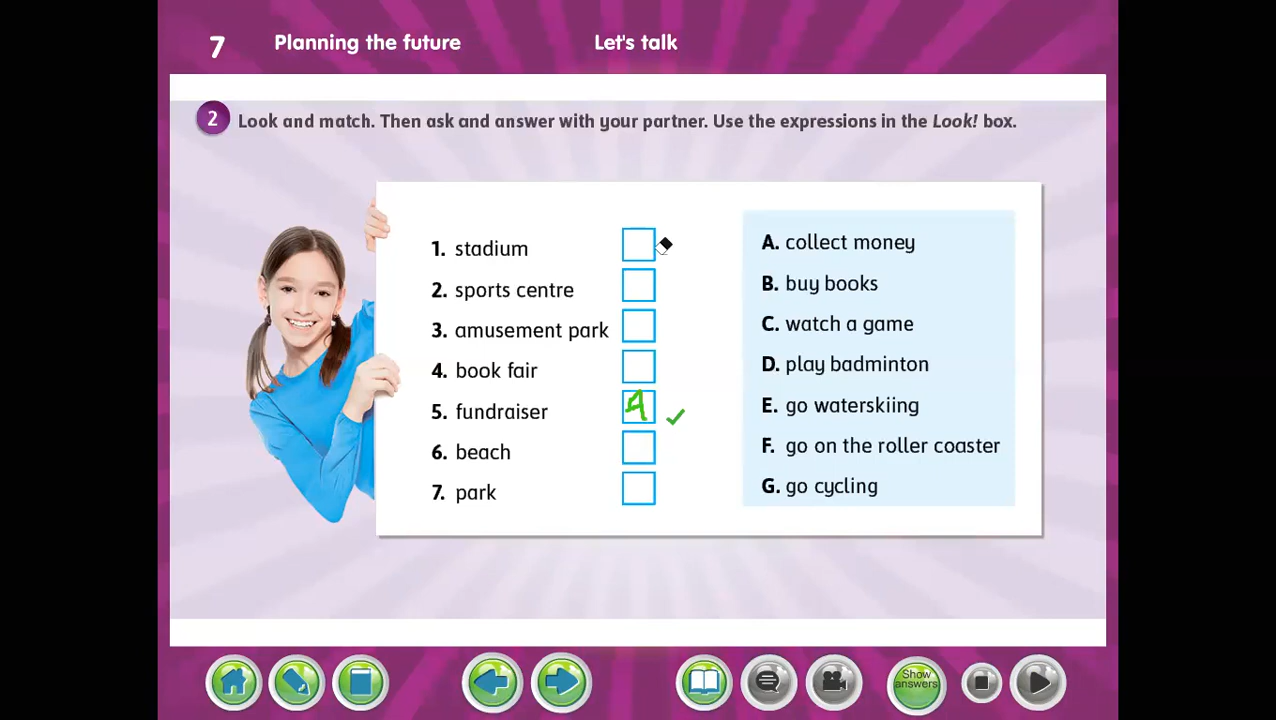 7 Planning the future Let's talk
2 Look and match. Then ask and answer with your partner. Use the expressions in the Look! box.
1. stadium
2. sports centre
3. amusement park
4. book fair
5. fundraiser A
6. beach
7. park
A. collect money
B. buy books
C. watch a game
D. play badminton
E. go waterskiing
F. go on the roller coaster
G. go cycling
Show
answers